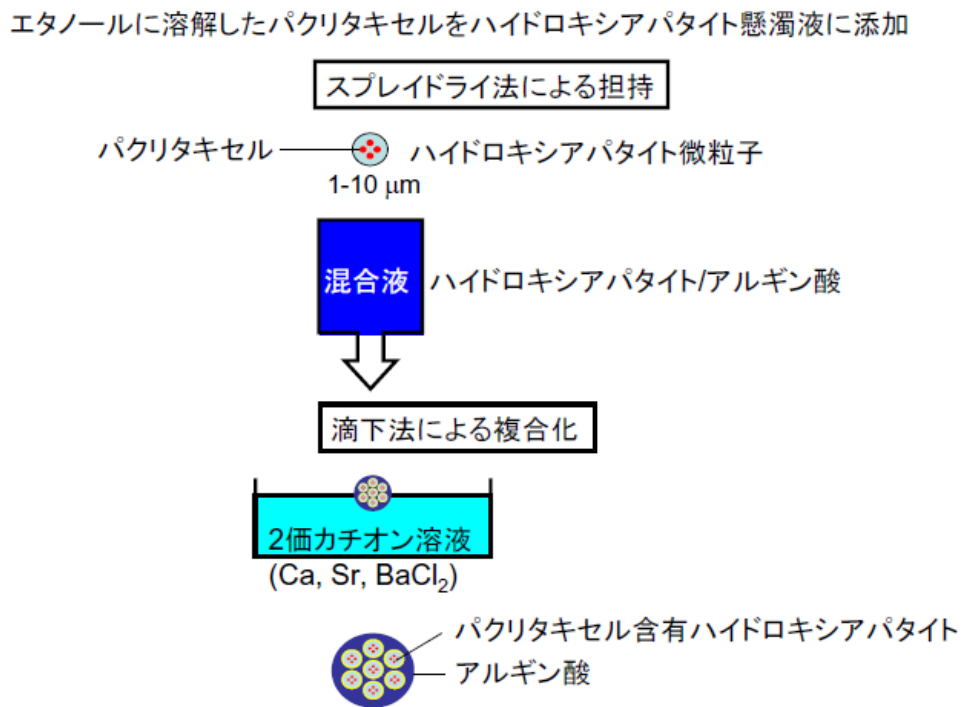 エタノールに溶解したパクリタキセルをハイドロキシアパタイト懸濁液に添加
スプレイドライ法による担持
パクリタキセル
ハイドロキシアパタイト微粒子
1-10 μm
混合液
ハイドロキシアパタイト/アルギン酸
滴下法による複合化
2価カチオン溶液
(Ca, Sr, BaCl₂)
パクリタキセル含有ハイドロキシアパタイト
アルギン酸